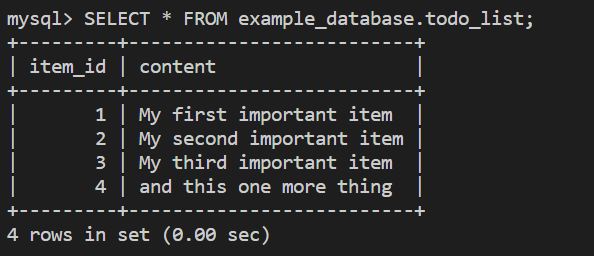 mysql> SELECT * FROM example_database.todo_list;
+---------+--------------------------+
| item_id | content                  |
+---------+--------------------------+
|       1 | My first important item  |
|       2 | My second important item |
|       3 | My third important item  |
|       4 | and this one more thing  |
+---------+--------------------------+
4 rows in set (0.00 sec)